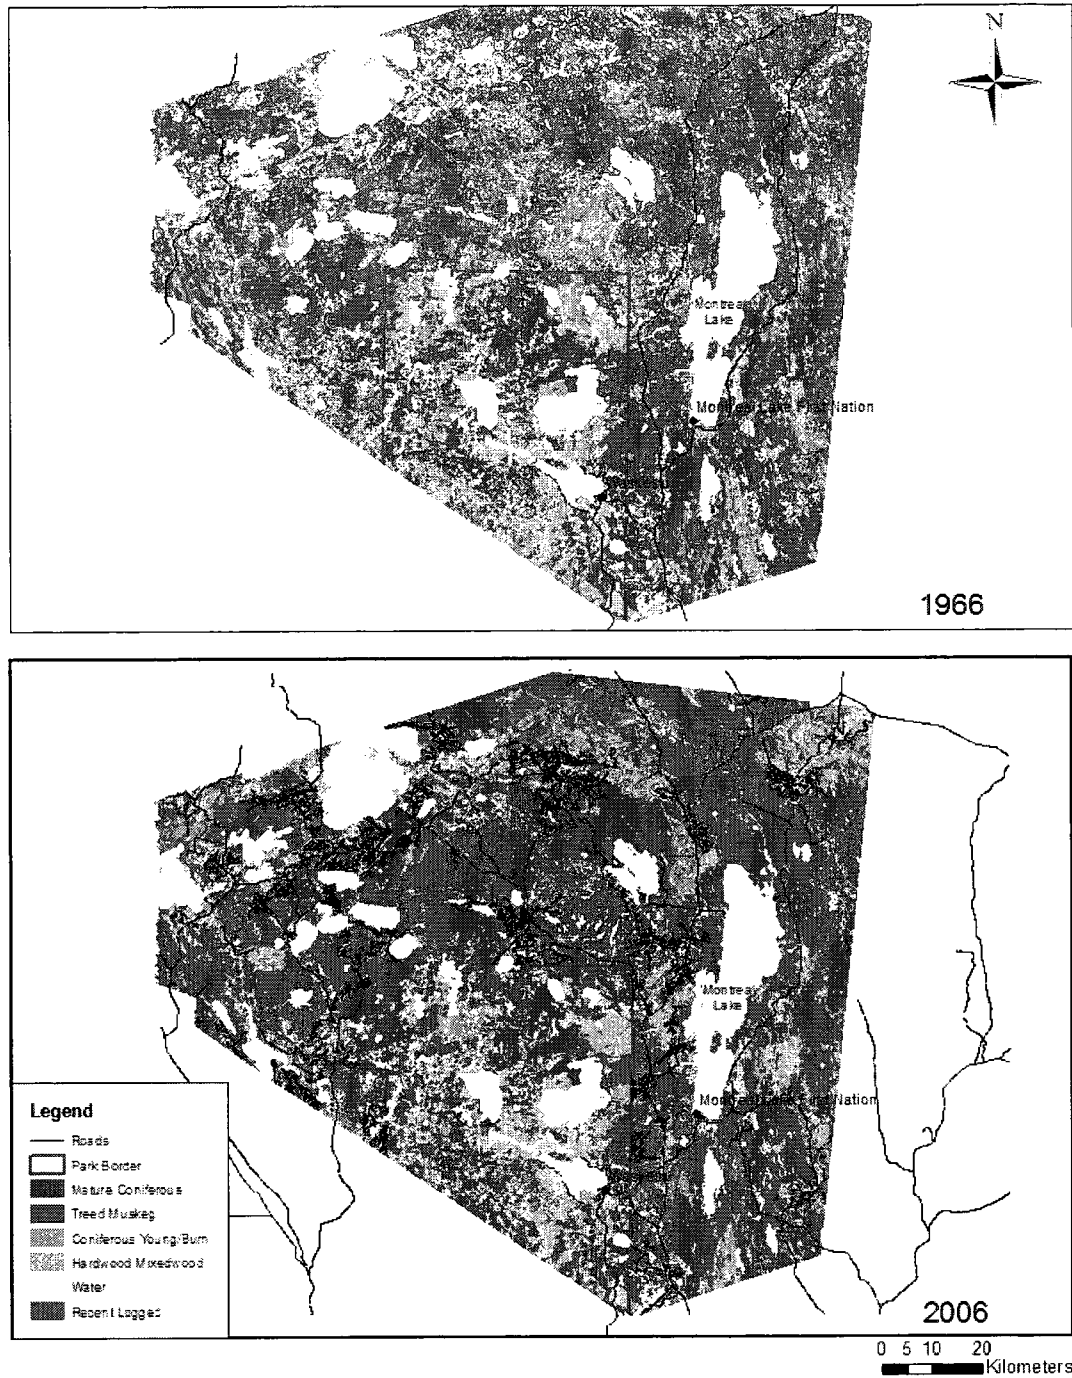 N
Montreal
Lake
Montreal Lake First Nation
1966
Montreal
Lake
Montreal Lake First Nation
Legend
Roads
Park Border
Mature Coniferous
Treed Muskeg
Coniferous Young/Burn
Hardwood Mixedwood
Water
Recent Logged
2006
0 5 10 20
Kilometers